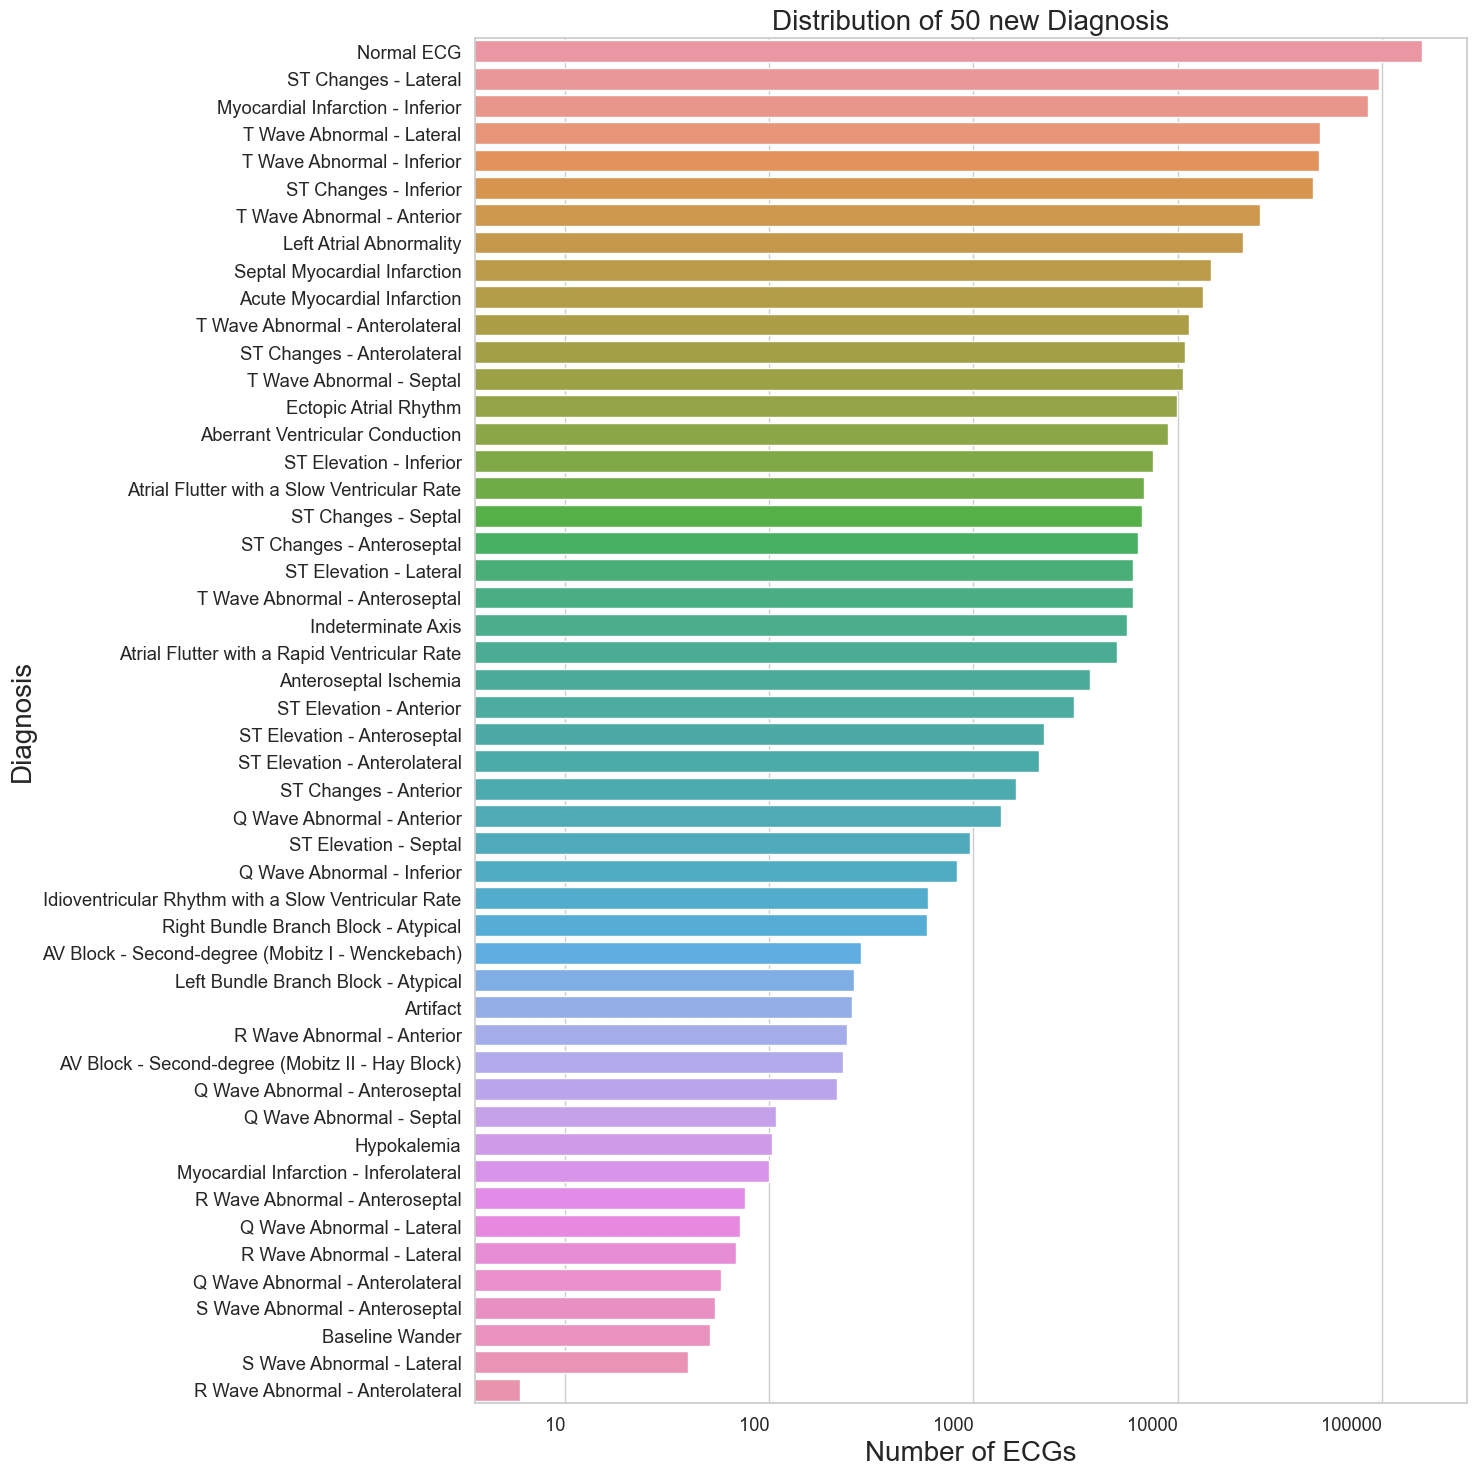 Distribution of 50 new Diagnosis
Normal ECG
ST Changes - Lateral
Myocardial Infarction - Inferior
T Wave Abnormal - Lateral
T Wave Abnormal - Inferior
ST Changes - Inferior
T Wave Abnormal - Anterior
Left Atrial Abnormality
Septal Myocardial Infarction
Acute Myocardial Infarction
T Wave Abnormal - Anterolateral
ST Changes - Anterolateral
T Wave Abnormal - Septal
Ectopic Atrial Rhythm
Aberrant Ventricular Conduction
ST Elevation - Inferior
Atrial Flutter with a Slow Ventricular Rate
ST Changes - Septal
ST Changes - Anteroseptal
ST Elevation - Lateral
T Wave Abnormal - Anteroseptal
Indeterminate Axis
Atrial Flutter with a Rapid Ventricular Rate
Anteroseptal Ischemia
ST Elevation - Anterior
ST Elevation - Anteroseptal
ST Elevation - Anterolateral
ST Changes - Anterior
Q Wave Abnormal - Anterior
ST Elevation - Septal
Q Wave Abnormal - Inferior
Idioventricular Rhythm with a Slow Ventricular Rate
Right Bundle Branch Block - Atypical
AV Block - Second-degree (Mobitz I - Wenckebach)
Left Bundle Branch Block - Atypical
Artifact
R Wave Abnormal - Anterior
AV Block - Second-degree (Mobitz II - Hay Block)
Q Wave Abnormal - Anteroseptal
Q Wave Abnormal - Septal
Hypokalemia
Myocardial Infarction - Inferolateral
R Wave Abnormal - Anteroseptal
Q Wave Abnormal - Lateral
R Wave Abnormal - Lateral
Q Wave Abnormal - Anterolateral
S Wave Abnormal - Anteroseptal
Baseline Wander
S Wave Abnormal - Lateral
R Wave Abnormal - Anterolateral
Diagnosis
10 100 1000 10000 100000
Number of ECGs